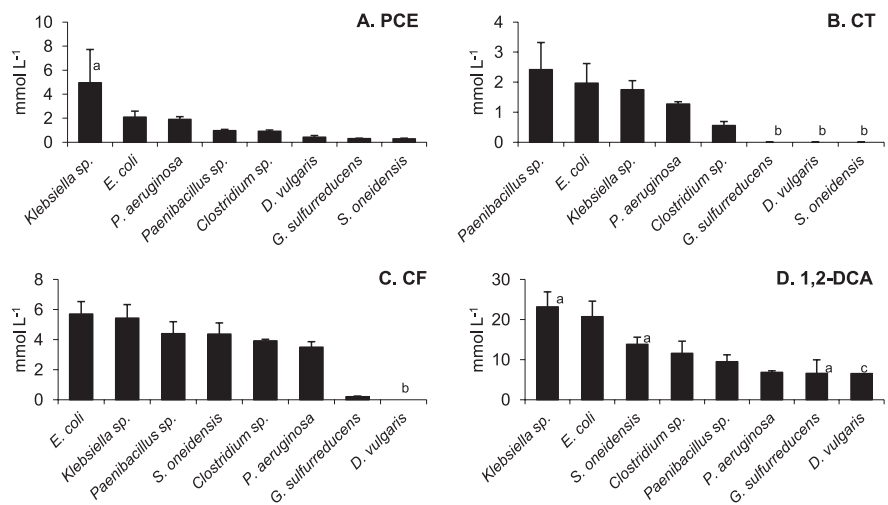 A. PCE
mmol L-1
10
8
6
4
2
0
a
Klebsiella sp.
E. coli
P. aeruginosa
Paenibacillus sp.
Clostridium sp.
D. vulgaris
G. sulfurreducens
S. oneidensis
B. CT
mmol L-1
4
3
2
1
0
b
b
b
Paenibacillus sp.
E. coli
Klebsiella sp.
P. aeruginosa
Clostridium sp.
G. sulfurreducens
D. vulgaris
S. oneidensis
C. CF
mmol L-1
8
6
4
2
0
b
E. coli
Klebsiella sp.
Paenibacillus sp.
S. oneidensis
Clostridium sp.
P. aeruginosa
G. sulfurreducens
D. vulgaris
D. 1,2-DCA
mmol L-1
30
20
10
0
a
a
a
c
Klebsiella sp.
E. coli
S. oneidensis
Clostridium sp.
Paenibacillus sp.
P. aeruginosa
G. sulfurreducens
D. vulgaris